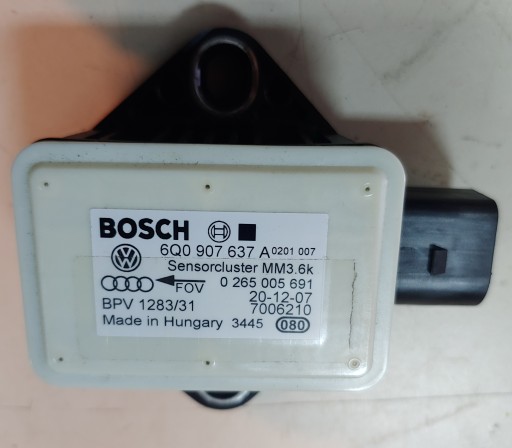 BOSCH
6Q0 907 637 A 0201 007
Sensorcluster MM3.6k
FOV 0 265 005 691
20-12-07
BPV 1283/31 7006210
Made in Hungary 3445 080